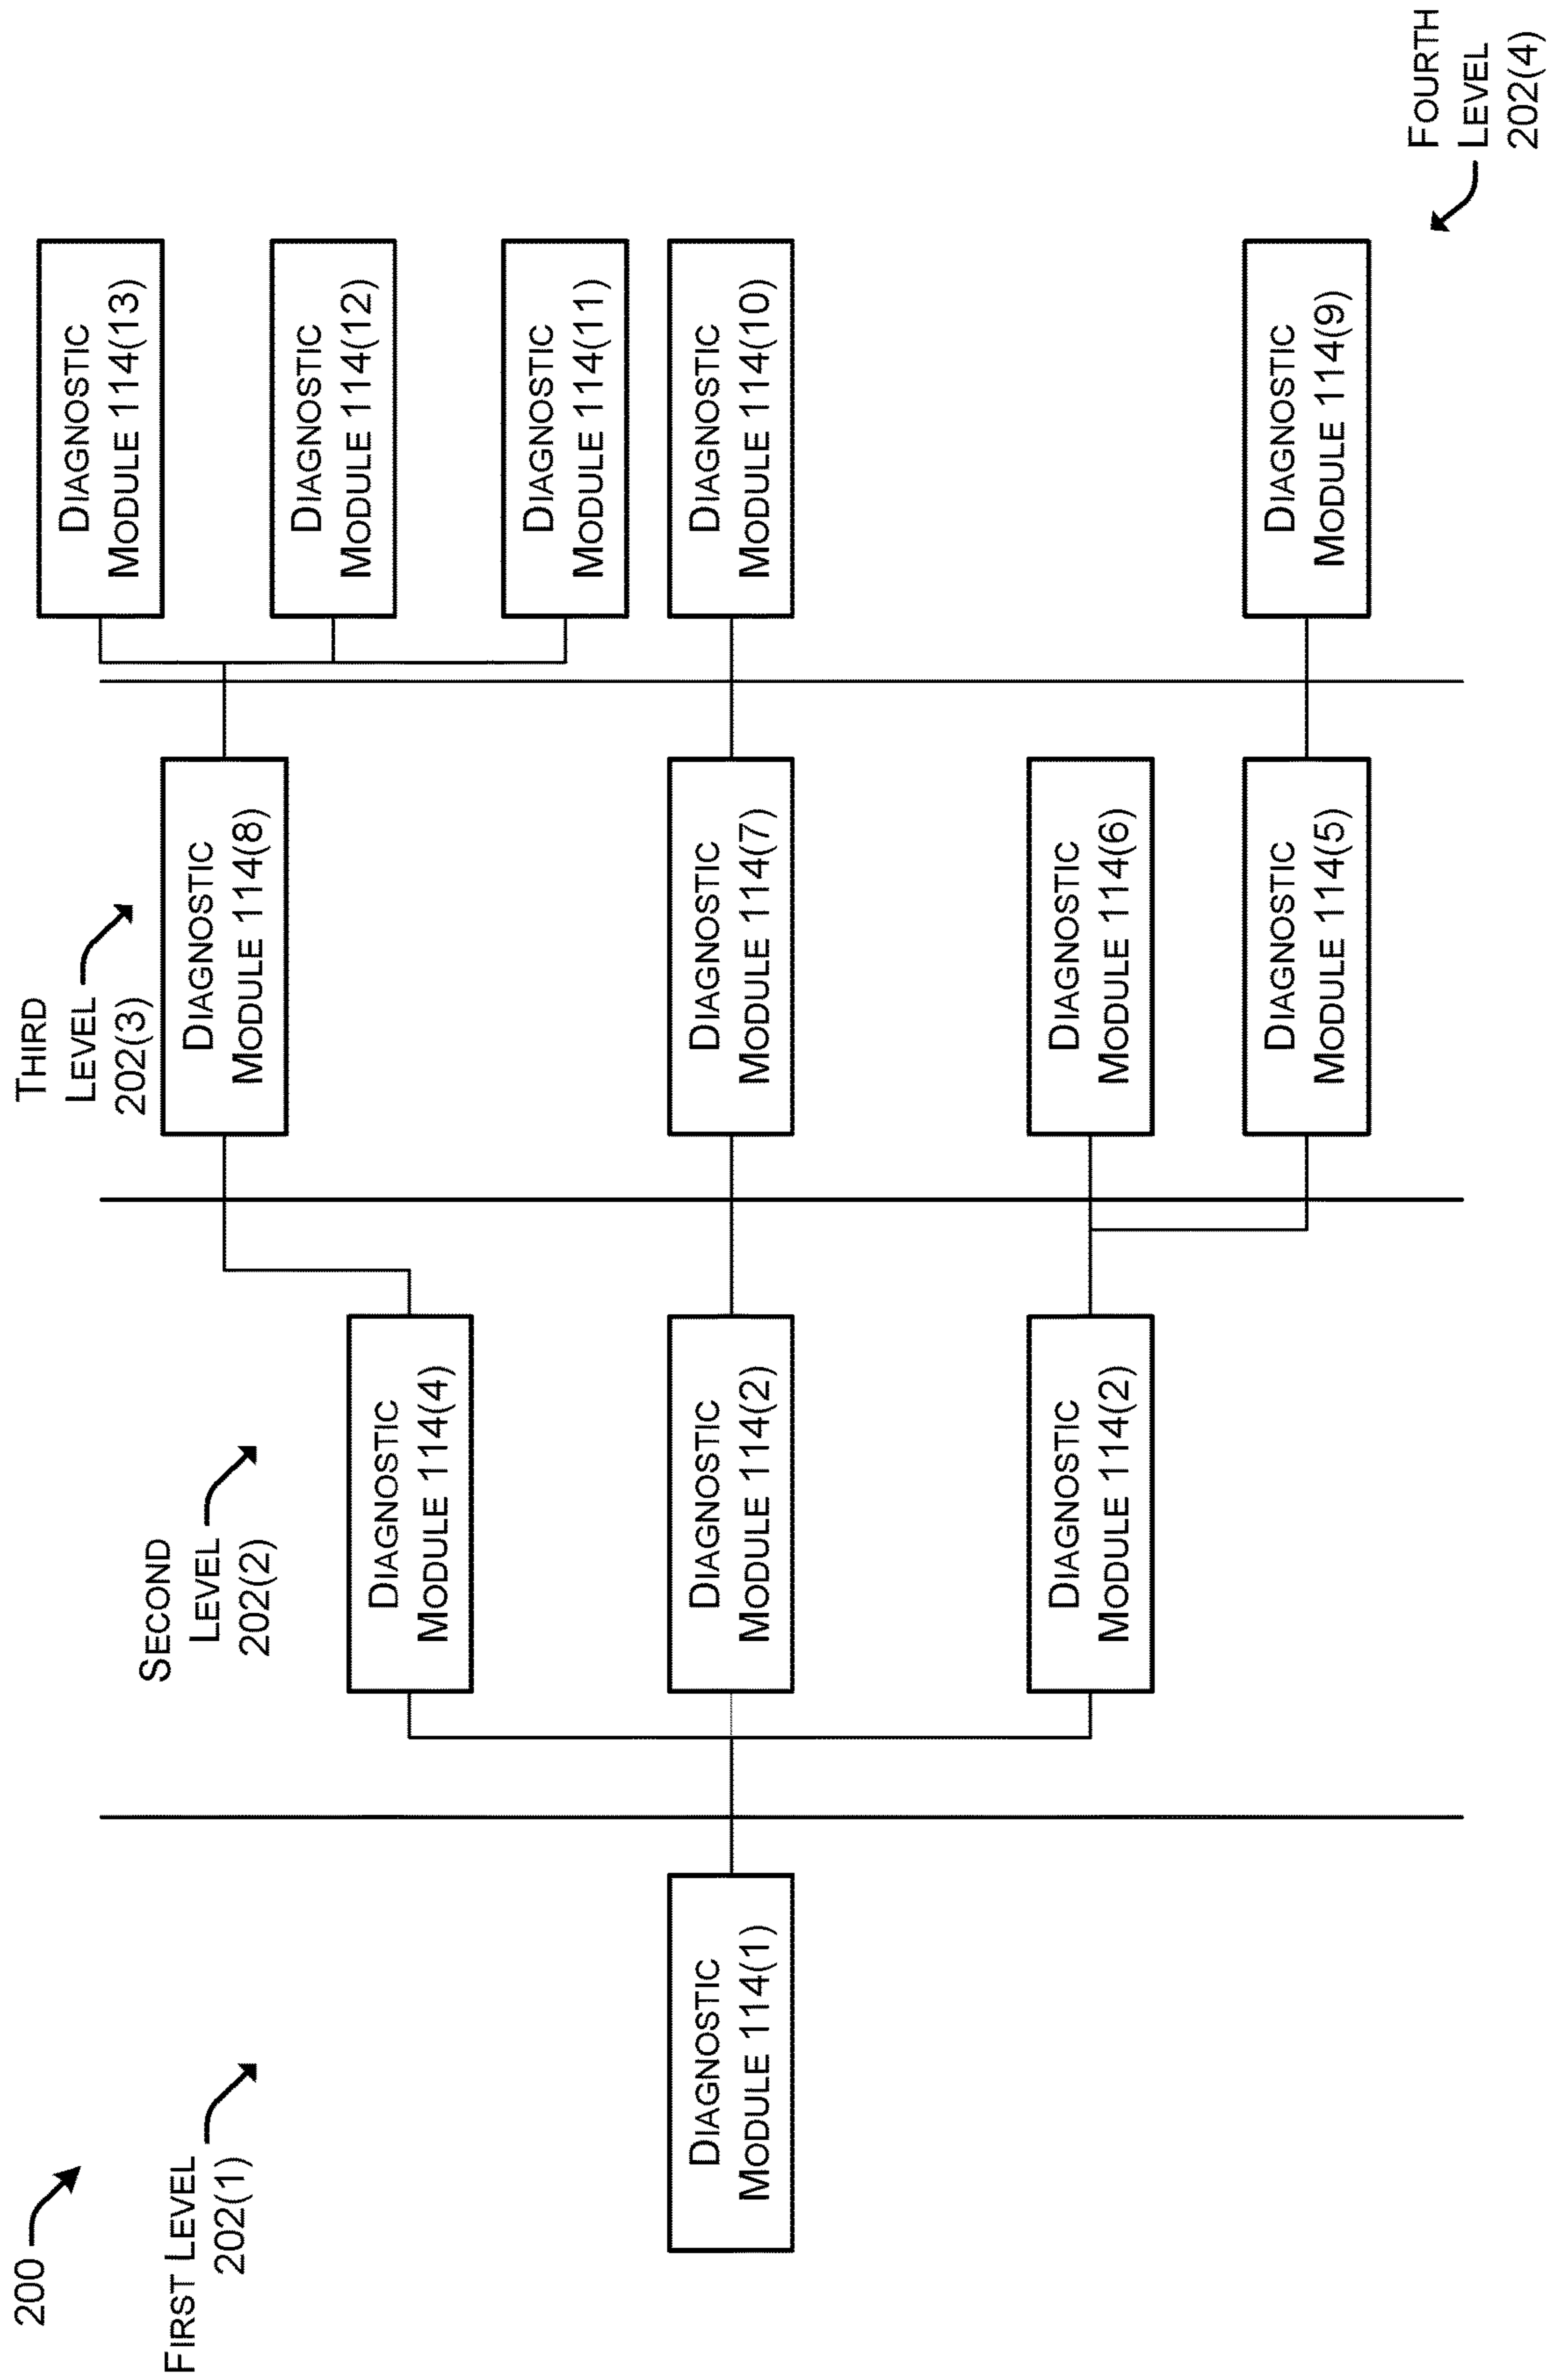 200
FIRST LEVEL
202(1)
SECOND
LEVEL
202(2)
THIRD
LEVEL
202(3)
FOURTH
LEVEL
202(4)
DIAGNOSTIC
MODULE 114(1)
DIAGNOSTIC
MODULE 114(4)
DIAGNOSTIC
MODULE 114(2)
DIAGNOSTIC
MODULE 114(2)
DIAGNOSTIC
MODULE 114(8)
DIAGNOSTIC
MODULE 114(7)
DIAGNOSTIC
MODULE 114(6)
DIAGNOSTIC
MODULE 114(5)
DIAGNOSTIC
MODULE 114(13)
DIAGNOSTIC
MODULE 114(12)
DIAGNOSTIC
MODULE 114(11)
DIAGNOSTIC
MODULE 114(10)
DIAGNOSTIC
MODULE 114(9)